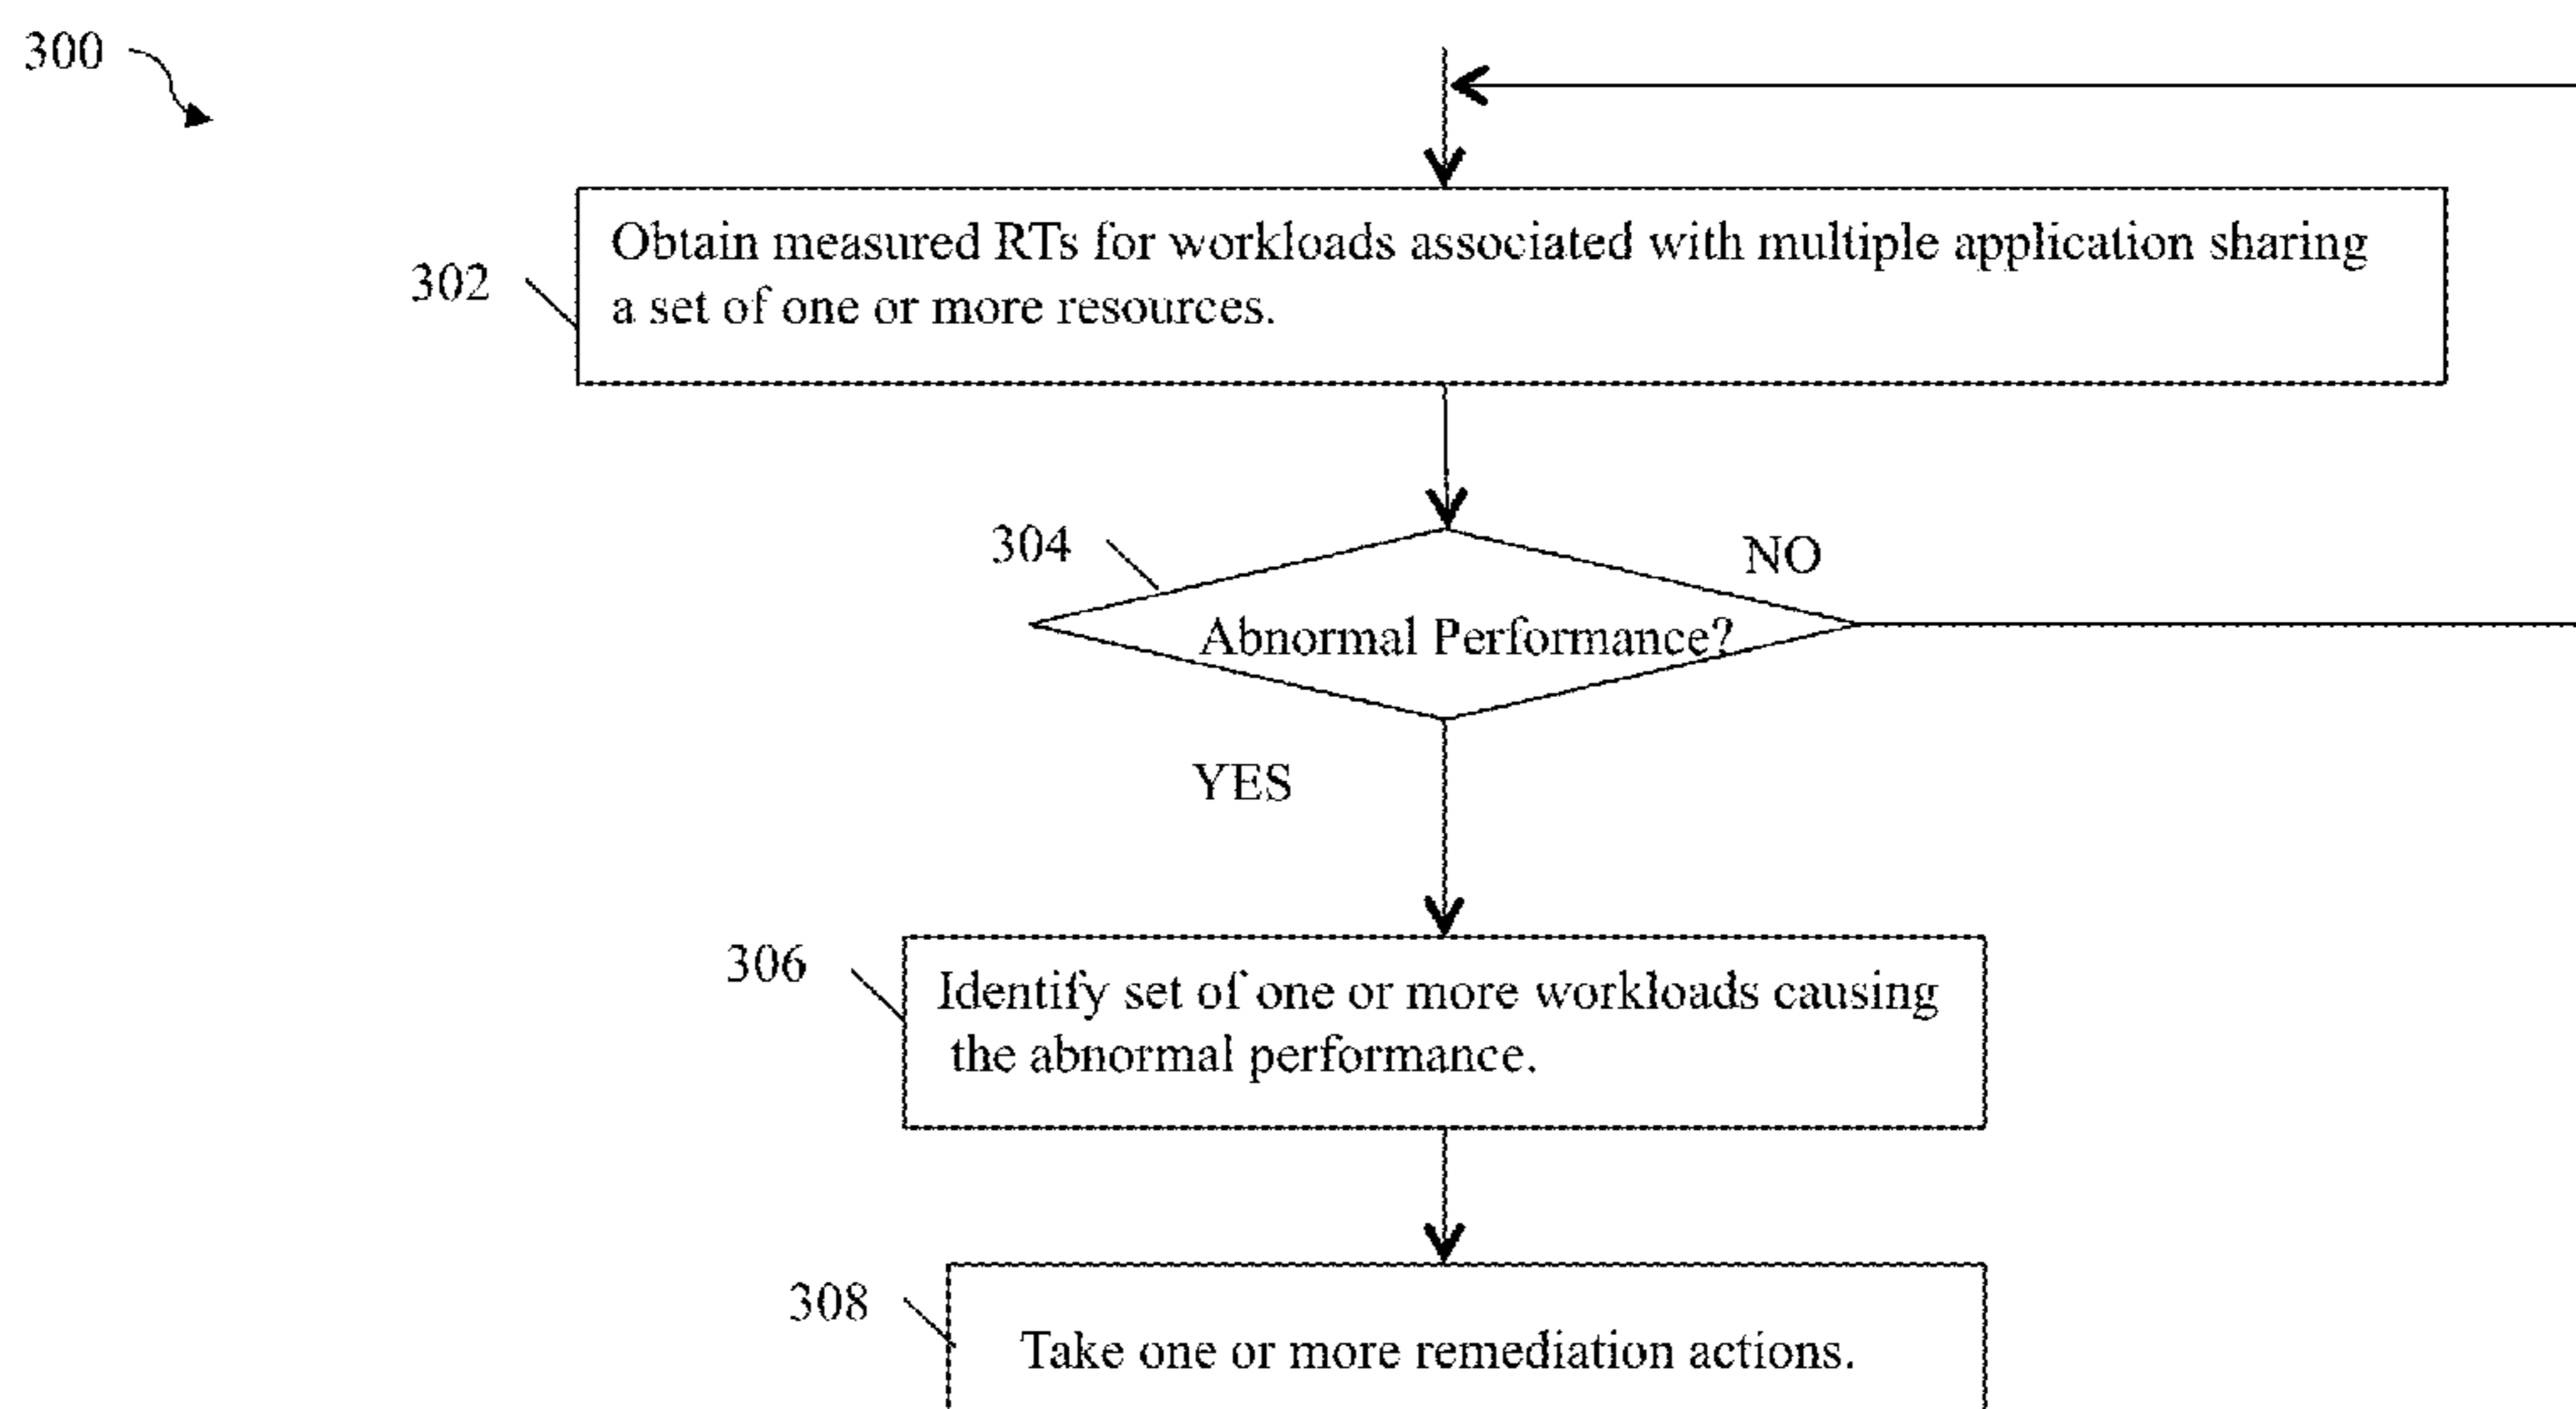 300
Obtain measured RTs for workloads associated with multiple application sharing
302
a set of one or more resources.
304
NO
Abnormal Performance?
YES
306
Identify set of one or more workloads causing
the abnormal performance.
308
Take one or more remediation actions.